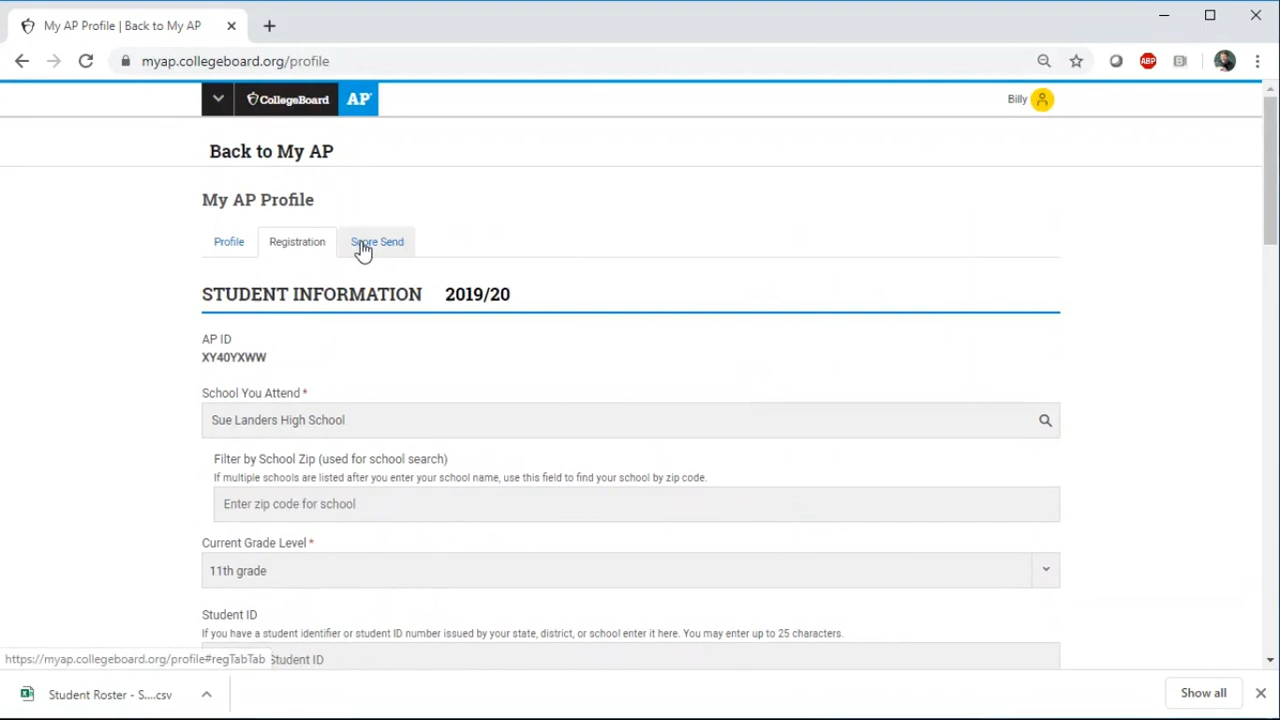 My AP Profile | Back to My AP
myap.collegeboard.org/profile
ABP
CollegeBoard AP
Billy
Back to My AP
My AP Profile
Profile Registration Score Send
STUDENT INFORMATION 2019/20
AP ID
XY40YXWW
School You Attend *
Sue Landers High School
Filter by School Zip (used for school search)
If multiple schools are listed after you enter your school name, use this field to find your school by zip code.
Enter zip code for school
Current Grade Level *
11th grade
Student ID
If you have a student identifier or student ID number issued by your state, district, or school enter it here. You may enter up to 25 characters.
https://myap.collegeboard.org/profile#regTabTab Student ID
Student Roster - S....csv
Show all